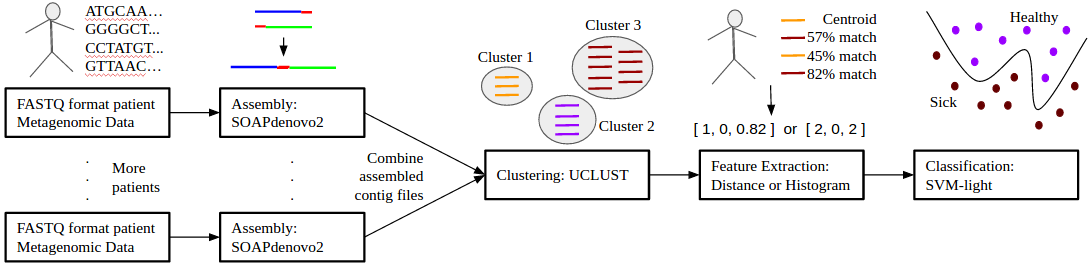 ATGCAA…
GGGGCT...
CCTATGT...
GTTAAC…
FASTQ format patient
Metagenomic Data
.
.
.
More
patients
FASTQ format patient
Metagenomic Data
Assembly:
SOAPdenovo2
.
.
.
Assembly:
SOAPdenovo2
Combine
assembled
contig files
Cluster 1
Cluster 3
Cluster 2
Clustering: UCLUST
Centroid
57% match
45% match
82% match
[ 1, 0, 0.82 ] or [ 2, 0, 2 ]
Feature Extraction:
Distance or Histogram
Healthy
Sick
Classification:
SVM-light